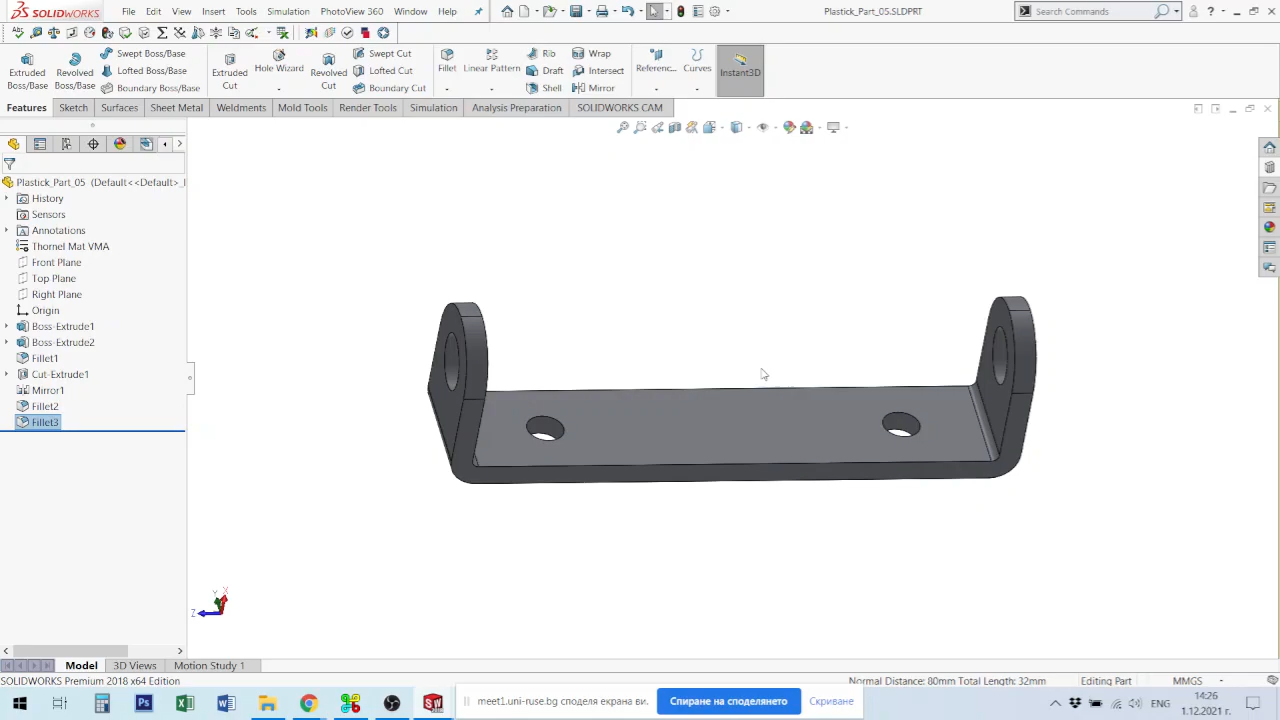 SOLIDWORKS File Edit View Insert Tools Simulation PhotoView 360 Window Help Plastick_Part_05.SLDPRT Search Commands
Extruded Boss/Base
Revolved Boss/Base
Swept Boss/Base
Lofted Boss/Base
Boundary Boss/Base
Extruded Cut
Hole Wizard
Revolved Cut
Swept Cut
Lofted Cut
Boundary Cut
Fillet
Linear Pattern
Rib
Draft
Shell
Wrap
Intersect
Mirror
Referenc...
Curves
Instant3D
Features Sketch Surfaces Sheet Metal Weldments Mold Tools Render Tools Simulation Analysis Preparation SOLIDWORKS CAM
Plastick_Part_05 (Default<<Default>_
History
Sensors
Annotations
Thornel Mat VMA
Front Plane
Top Plane
Right Plane
Origin
Boss-Extrude1
Boss-Extrude2
Fillet1
Cut-Extrude1
Mirror1
Fillet2
Fillet3
Y X
Z
Model 3D Views Motion Study 1
SOLIDWORKS Premium 2018 x64 Edition Normal Distance: 80mm Total Length: 32mm Editing Part MMGS
meet1.uni-ruse.bg споделя екрана ви. Спиране на споделянето Скриване
ENG 14:26
1.12.2021 г.